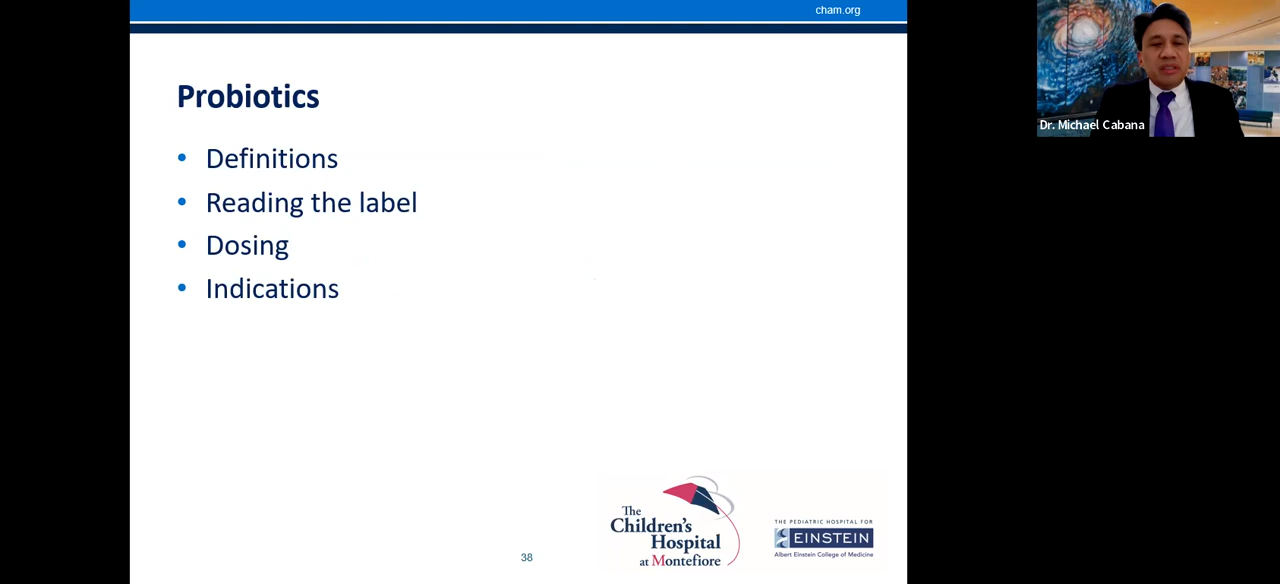 cham.org
Dr. Michael Cabana
Probiotics
• Definitions
• Reading the label
• Dosing
• Indications
The
Children's
Hospital
at Montefiore
THE PEDIATRIC HOSPITAL FOR
EINSTEIN
Albert Einstein College of Medicine
38